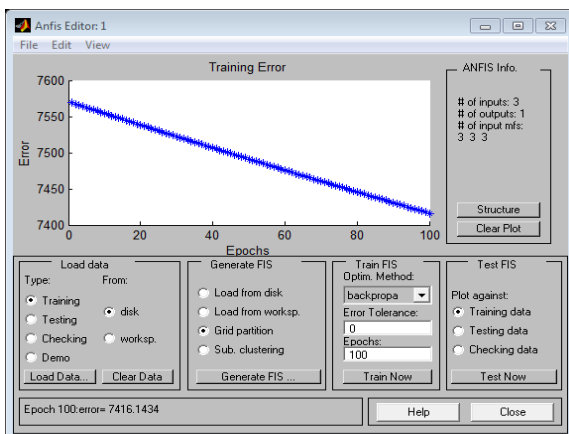 Anfis Editor: 1
File Edit View
Training Error
7600
7550
7500
7450
7400
Error
0 20 40 60 80 100
Epochs
ANFIS Info.
# of inputs: 3
# of outputs: 1
# of input mfs:
3 3 3
Structure
Clear Plot
Load data
Type: From:
Training
Testing
Checking
Demo
disk
worksp.
Load Data... Clear Data
Generate FIS
Load from disk
Load from worksp.
Grid partition
Sub. clustering
Generate FIS ...
Train FIS
Optim. Method:
backpropa
Error Tolerance:
0
Epochs:
100
Train Now
Test FIS
Plot against:
Training data
Testing data
Checking data
Test Now
Epoch 100:error= 7416.1434
Help Close